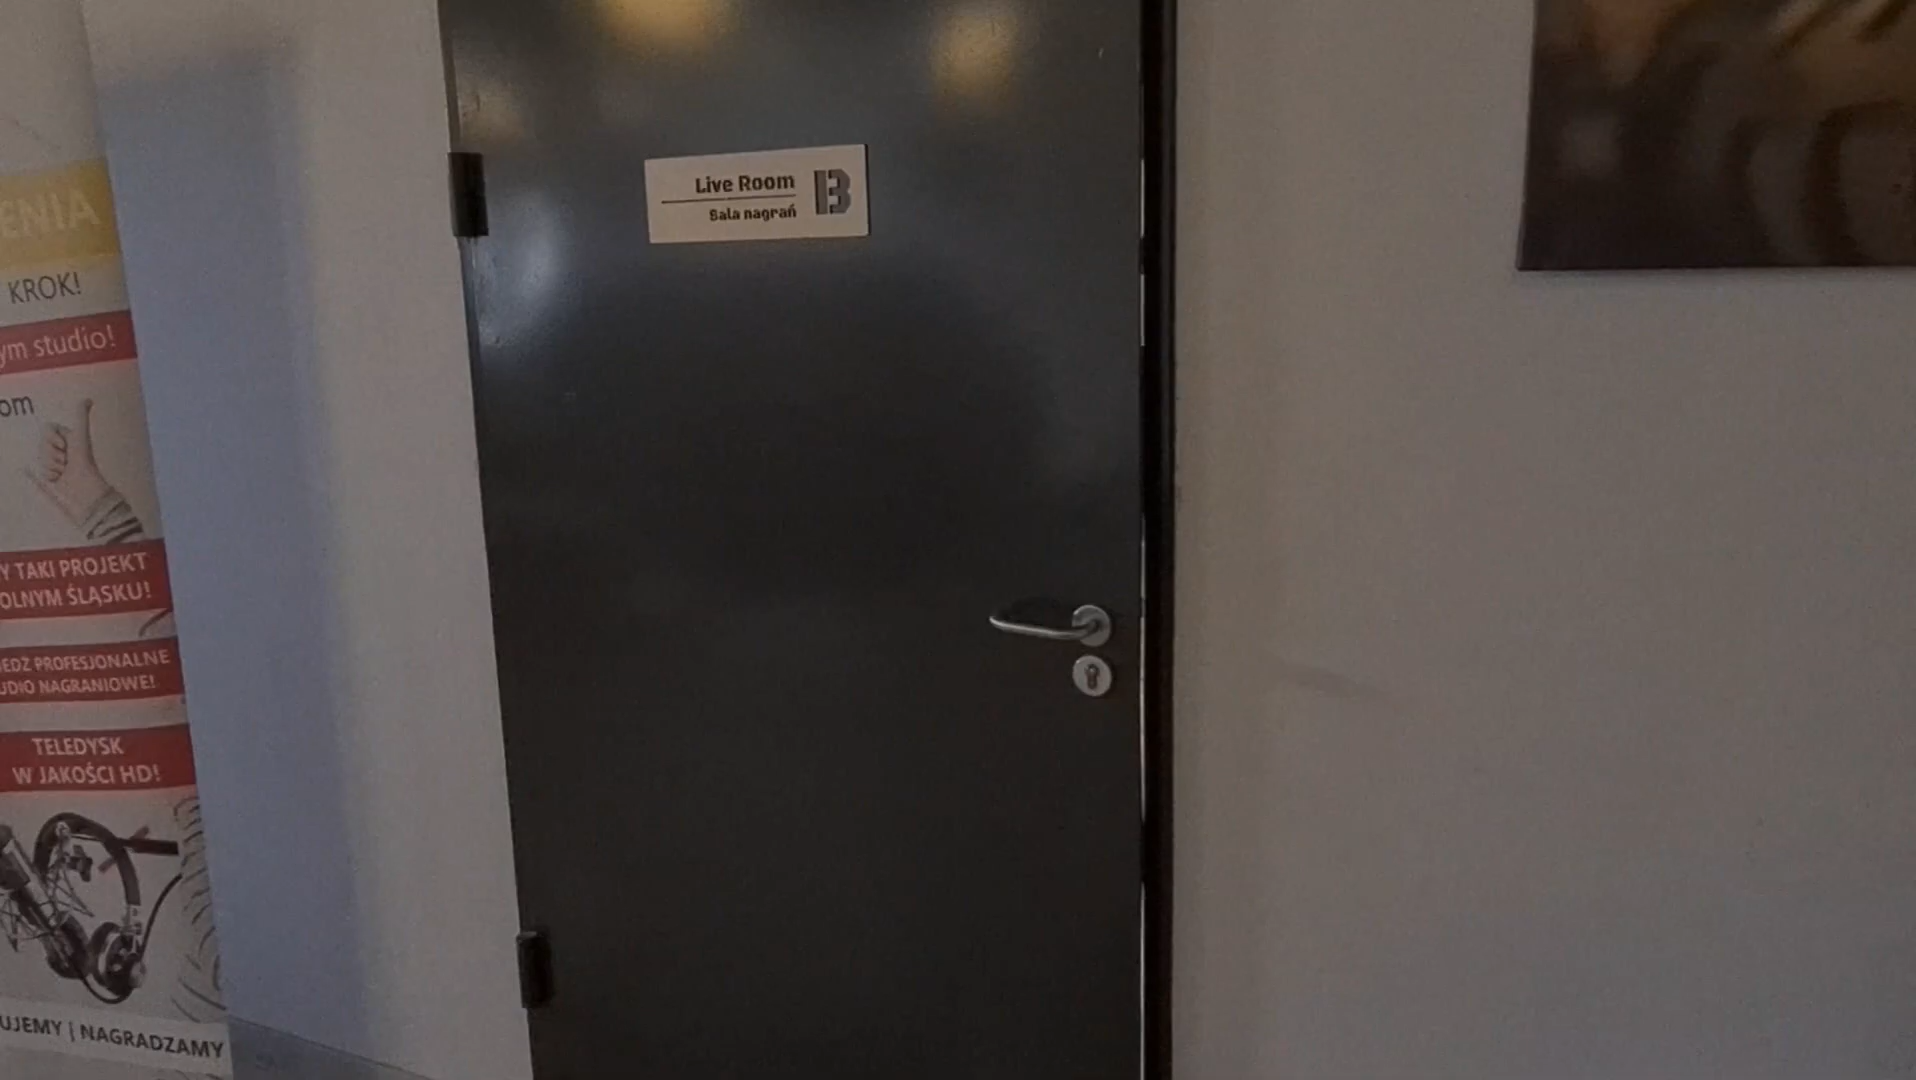 ENIA
KROK!
ym studio!
om
Y TAKI PROJEKT
OLNYM ŚLĄSKU!
EDŹ PROFESJONALNE
UDIO NAGRANIOWE!
TELEDYSK
W JAKOŚCI HD!
UJEMY | NAGRADZAMY
Live Room
Sala nagrań
B